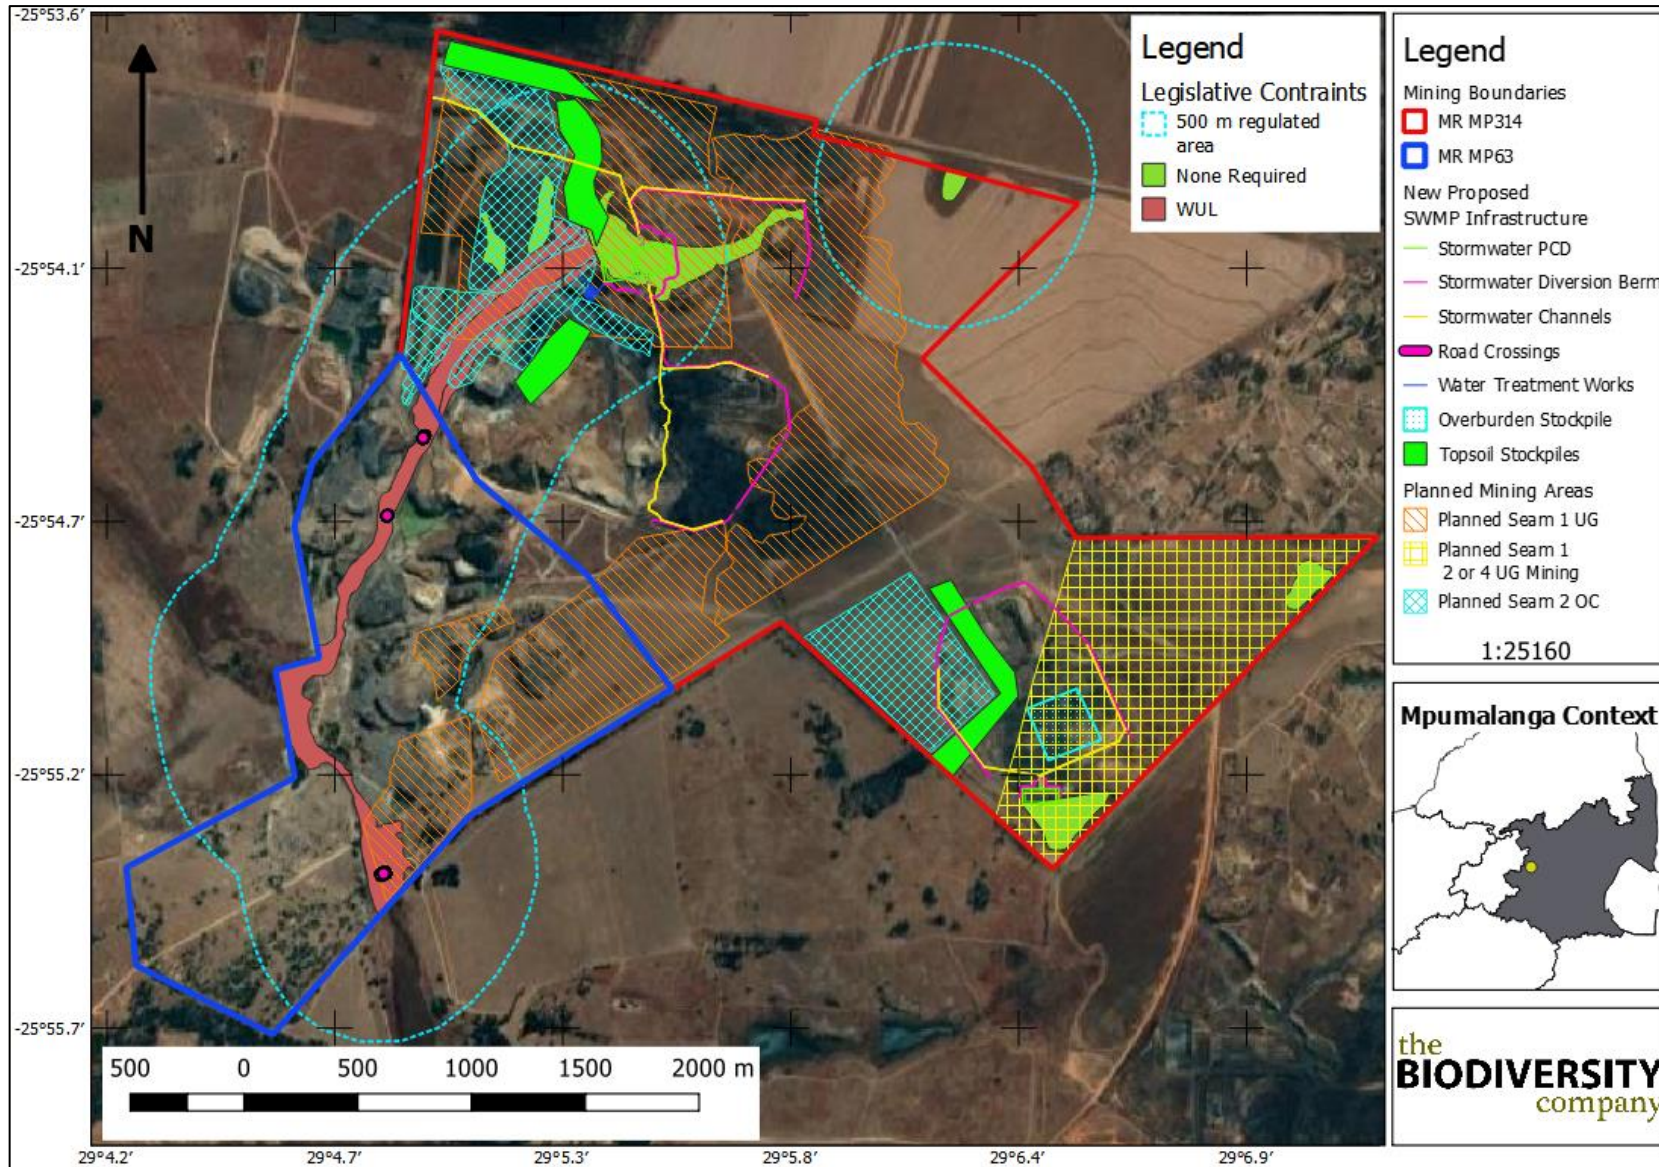 -25°53.6′
-25°54.1′
-25°54.7′
-25°55.2′
-25°55.7′
29°4.2′
29°4.7′
29°5.3′
29°5.8′
29°6.4′
29°6.9′
N
500
0
500
1000
1500
2000 m
Legend
Legislative Contraints
500 m regulated
area
None Required
WUL
Legend
Mining Boundaries
MR MP314
MR MP63
New Proposed
SWMP Infrastructure
Stormwater PCD
Stormwater Diversion Berm
Stormwater Channels
Road Crossings
Water Treatment Works
Overburden Stockpile
Topsoil Stockpiles
Planned Mining Areas
Planned Seam 1 UG
Planned Seam 1
2 or 4 UG Mining
Planned Seam 2 OC
1:25160
Mpumalanga Context
the
BIODIVERSITY
company